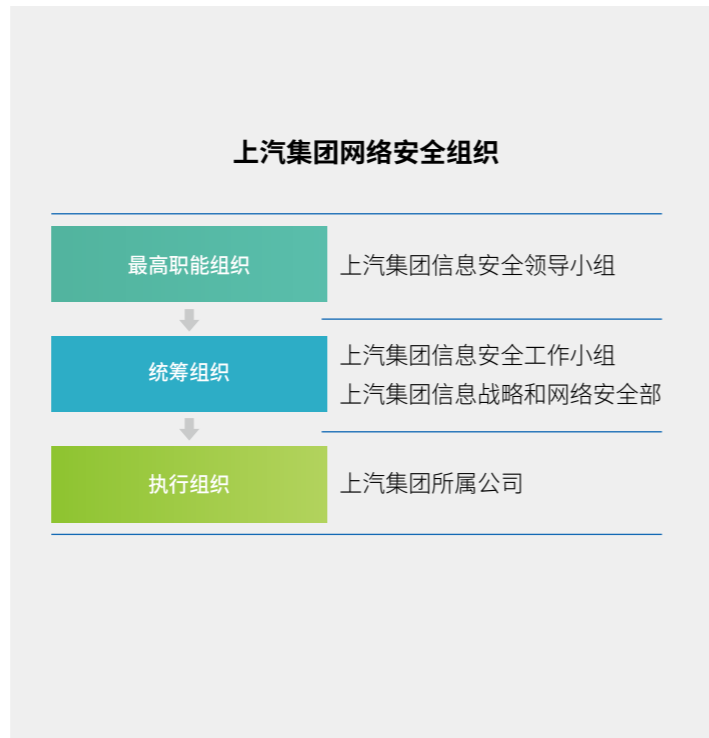 上汽集团网络安全组织
最高职能组织
上汽集团信息安全领导小组
统筹组织
上汽集团信息安全工作小组
上汽集团信息战略和网络安全部
执行组织
上汽集团所属公司